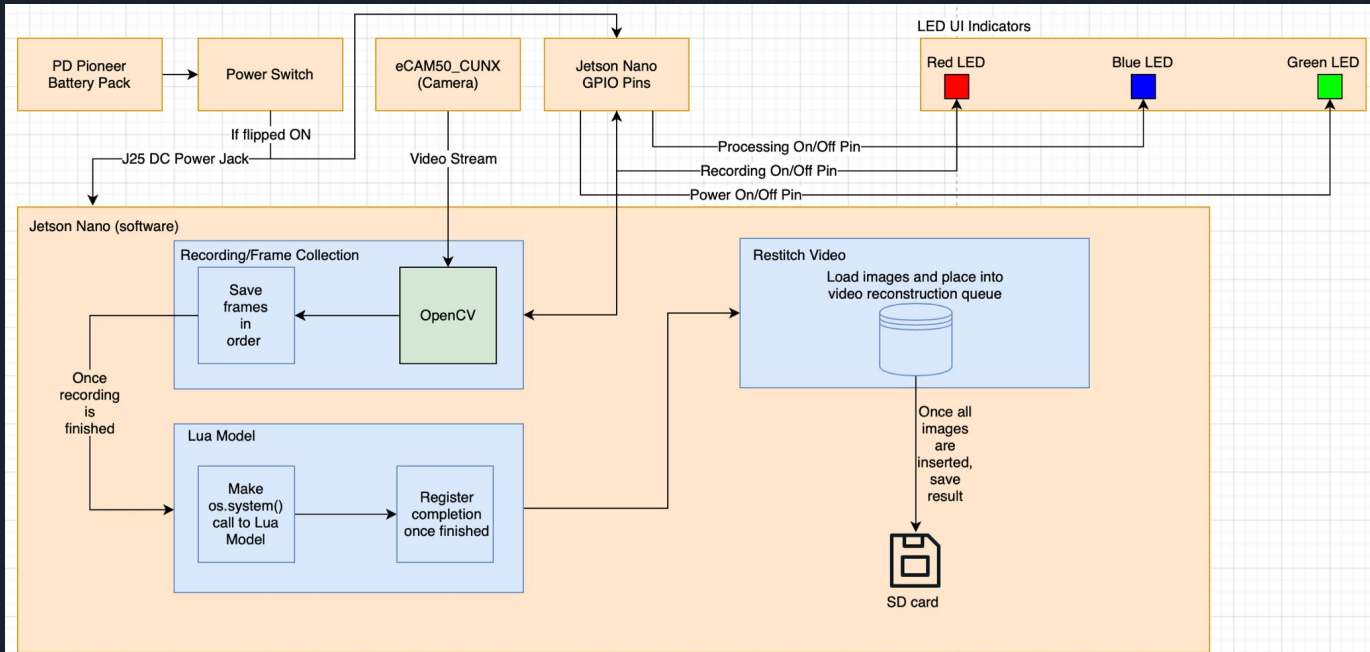 LED UI Indicators
PD Pioneer
Battery Pack
Power Switch
eCAM50_CUNX
(Camera)
Jetson Nano
GPIO Pins
Red LED
Blue LED
Green LED
If flipped ON
J25 DC Power Jack
Video Stream
Processing On/Off Pin
Recording On/Off Pin
Power On/Off Pin
Jetson Nano (software)
Recording/Frame Collection
Save
frames
in
order
OpenCV
Restitch Video
Load images and place into
video reconstruction queue
Once
recording
is
finished
Lua Model
Make
os.system()
call to Lua
Model
Register
completion
once finished
Once all
images
are
inserted,
save
result
SD card